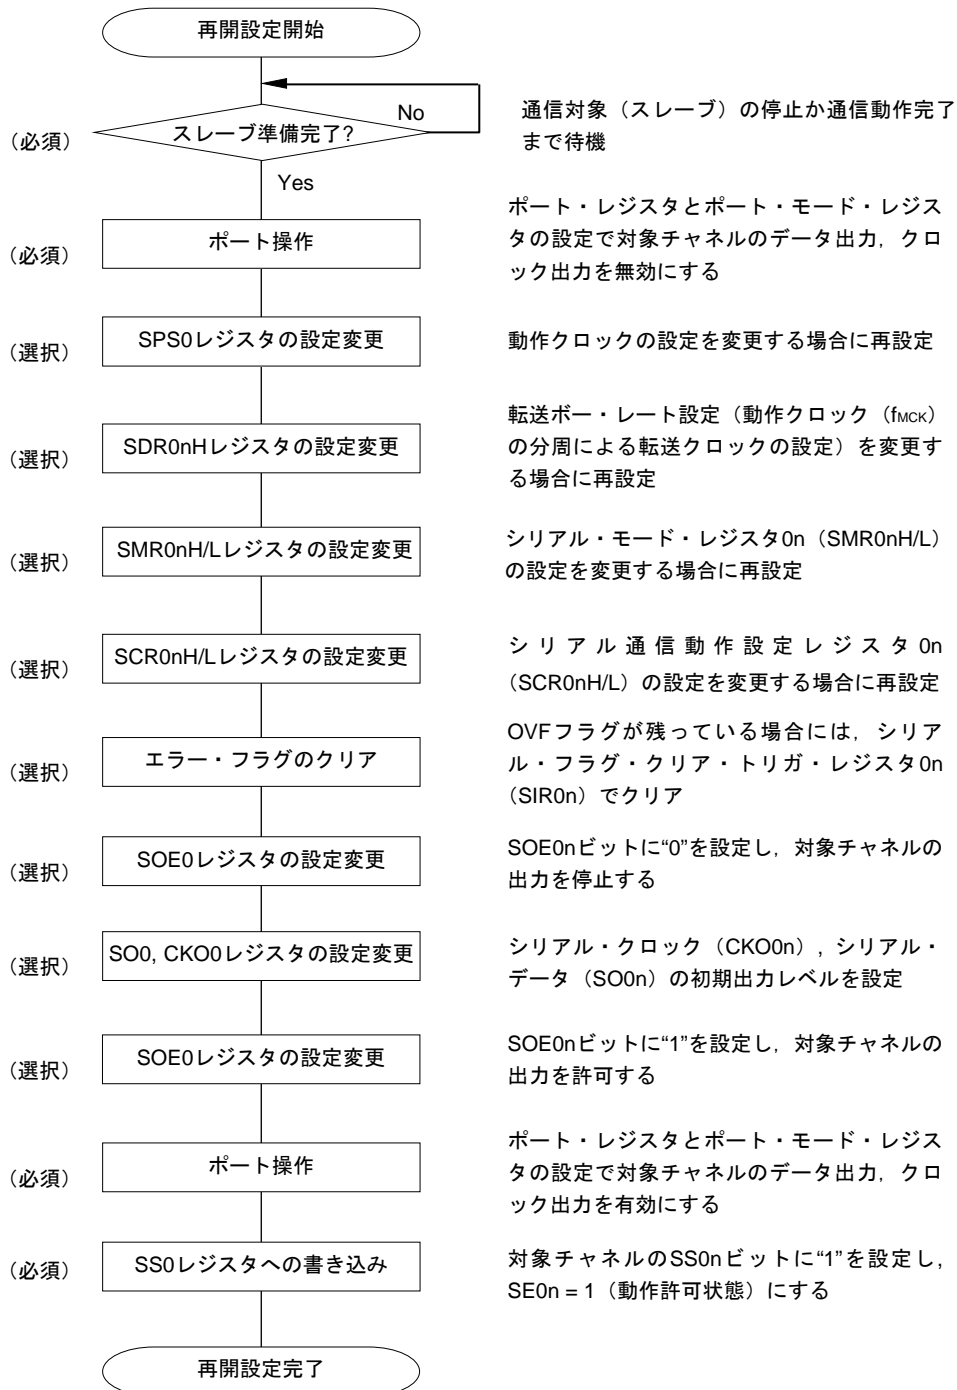 再開設定開始
No
通信対象（スレーブ）の停止か通信動作完了
まで待機
（必須）
スレーブ準備完了?
Yes
（必須）
ポート操作
ポート・レジスタとポート・モード・レジス
タの設定で対象チャネルのデータ出力，クロ
ック出力を無効にする
（選択）
SPS0レジスタの設定変更
動作クロックの設定を変更する場合に再設定
（選択）
SDR0nHレジスタの設定変更
転送ボー・レート設定（動作クロック（fMCK）
の分周による転送クロックの設定）を変更す
る場合に再設定
（選択）
SMR0nH/Lレジスタの設定変更
シリアル・モード・レジスタ0n（SMR0nH/L）
の設定を変更する場合に再設定
（選択）
SCR0nH/Lレジスタの設定変更
シリアル通信動作設定レジスタ0n
（SCR0nH/L）の設定を変更する場合に再設定
（選択）
エラー・フラグのクリア
OVFフラグが残っている場合には，シリア
ル・フラグ・クリア・トリガ・レジスタ0n
（SIR0n）でクリア
（選択）
SOE0レジスタの設定変更
SOE0nビットに“0”を設定し，対象チャネルの
出力を停止する
（選択）
SO0, CKO0レジスタの設定変更
シリアル・クロック（CKO0n）, シリアル・
データ（SO0n）の初期出力レベルを設定
（選択）
SOE0レジスタの設定変更
SOE0nビットに“1”を設定し，対象チャネルの
出力を許可する
（必須）
ポート操作
ポート・レジスタとポート・モード・レジス
タの設定で対象チャネルのデータ出力，クロ
ック出力を有効にする
（必須）
SS0レジスタへの書き込み
対象チャネルのSS0nビットに“1”を設定し，
SE0n = 1（動作許可状態）にする
再開設定完了